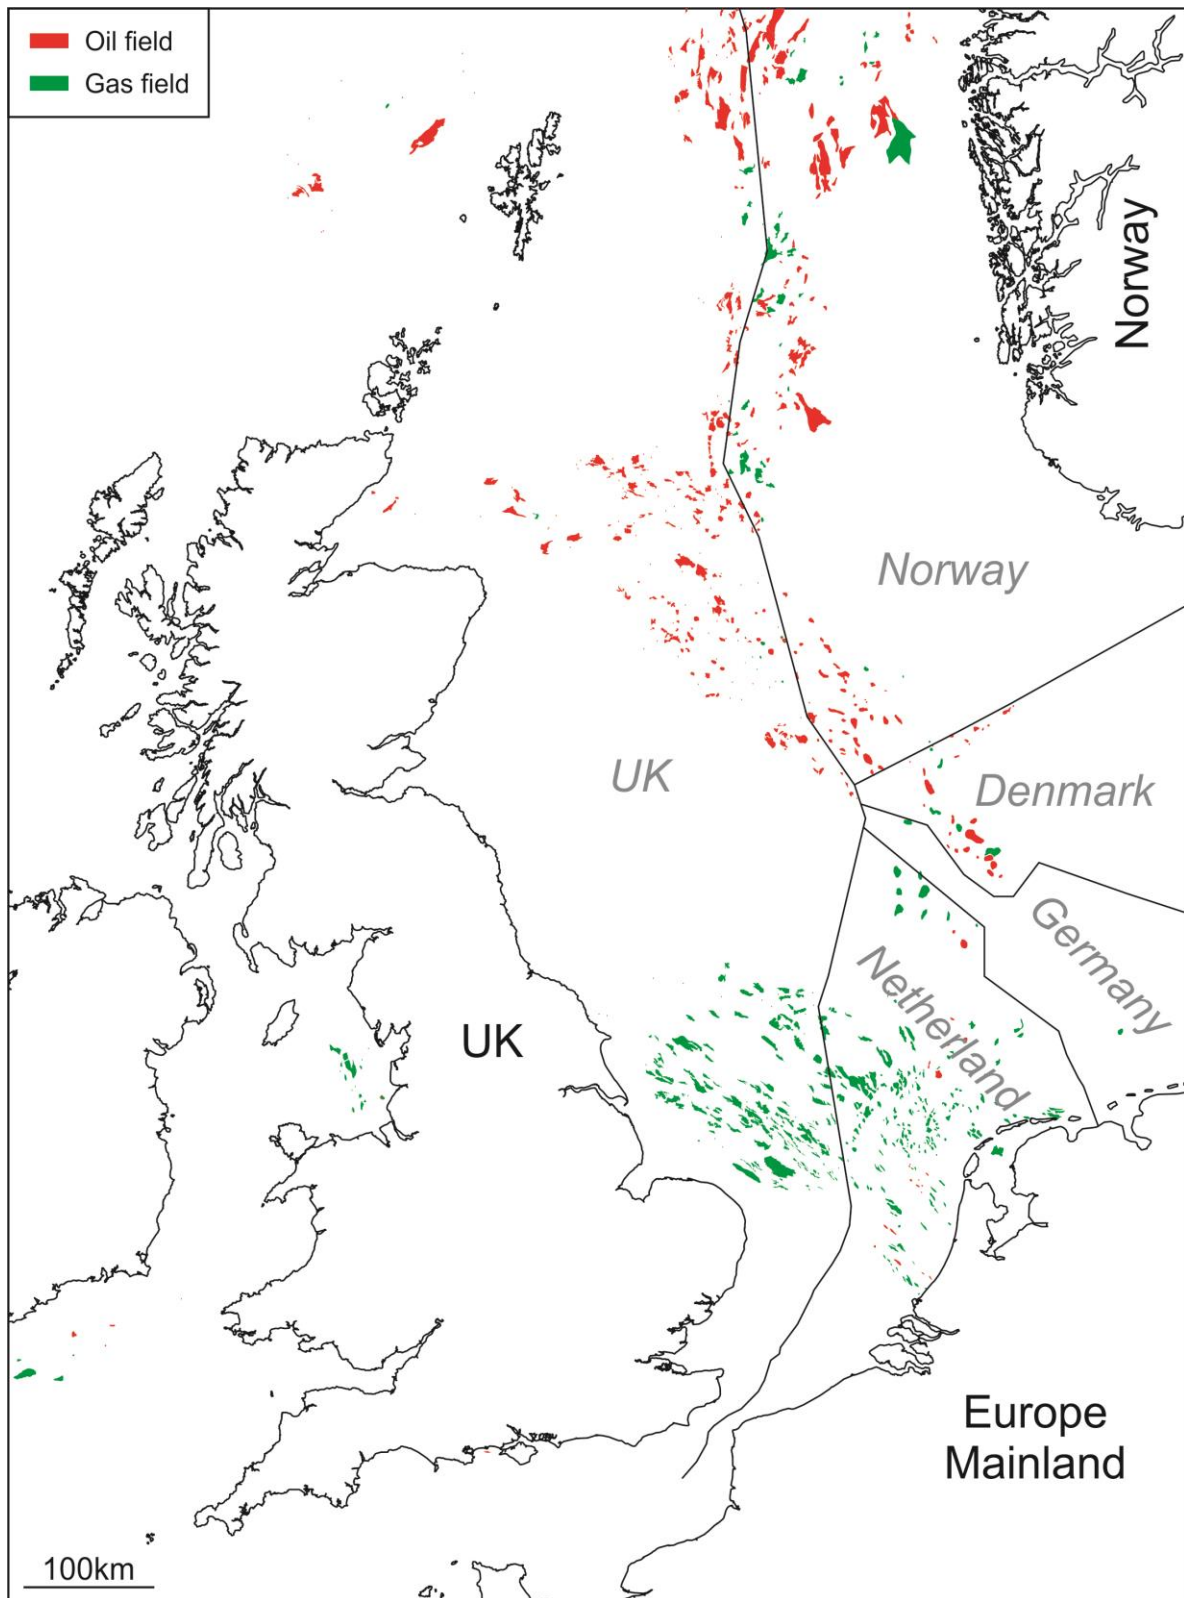 Oil field
Gas field
Norway
Norway
UK
Denmark
Germany
Netherland
UK
Europe
Mainland
100km